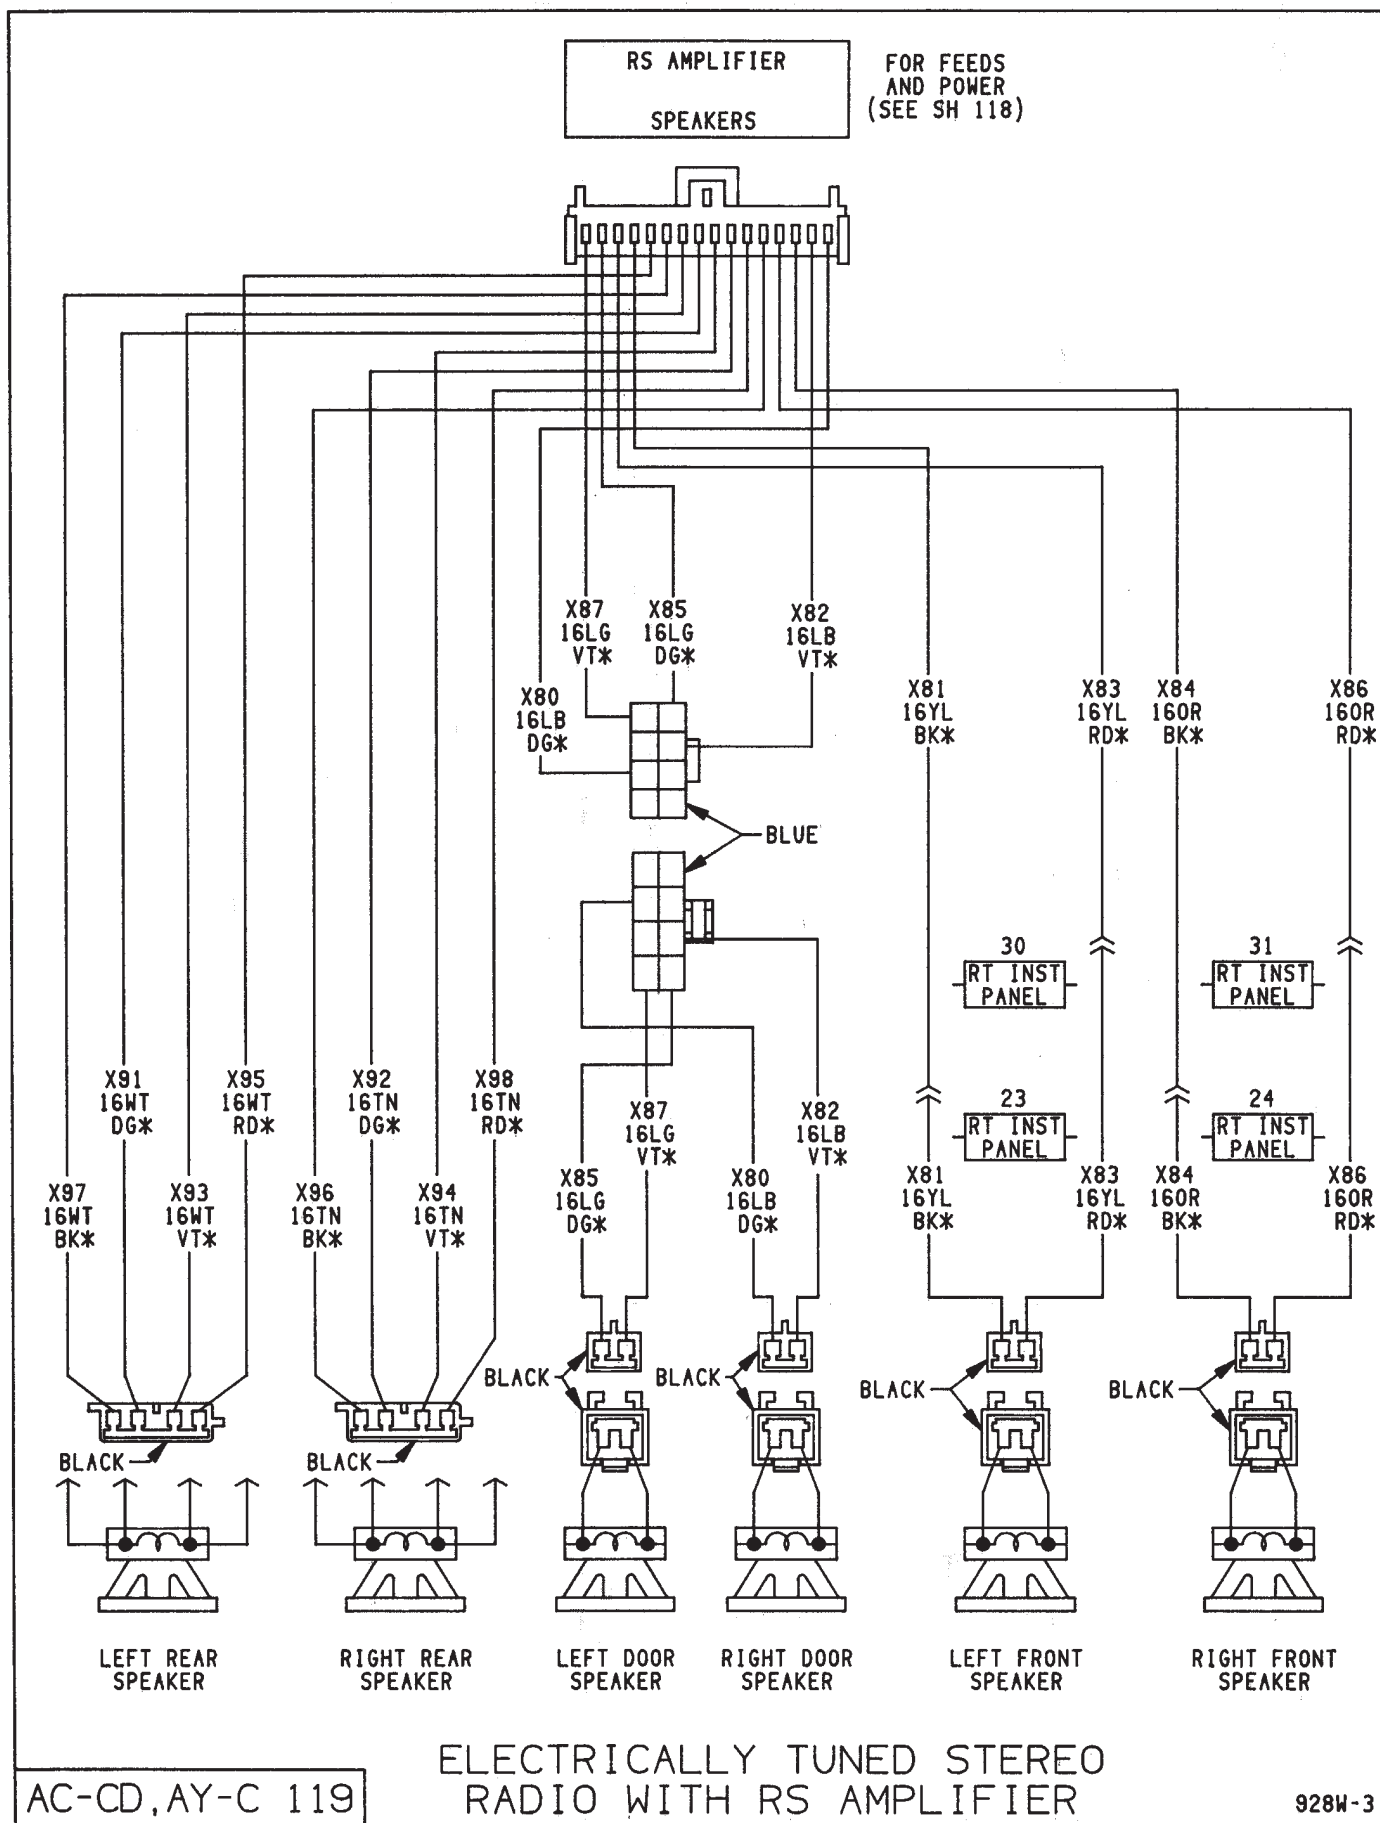 RS AMPLIFIER
SPEAKERS
FOR FEEDS
AND POWER
(SEE SH 118)
X87
16LG
VT*
X85
16LG
DG*
X82
16LB
VT*
X80
16LB
DG*
X81
16YL
BK*
X83
16YL
RD*
X84
16OR
BK*
X86
16OR
RD*
BLUE
30
RT INST
PANEL
31
RT INST
PANEL
X91
16WT
DG*
X95
16WT
RD*
X92
16TN
DG*
X98
16TN
RD*
23
RT INST
PANEL
24
RT INST
PANEL
X87
16LG
VT*
X82
16LB
VT*
X97
16WT
BK*
X93
16WT
VT*
X96
16TN
BK*
X94
16TN
VT*
X85
16LG
DG*
X80
16LB
DG*
X81
16YL
BK*
X83
16YL
RD*
X84
16OR
BK*
X86
16OR
RD*
BLACK
BLACK
BLACK
BLACK
BLACK
BLACK
LEFT REAR
SPEAKER
RIGHT REAR
SPEAKER
LEFT DOOR
SPEAKER
RIGHT DOOR
SPEAKER
LEFT FRONT
SPEAKER
RIGHT FRONT
SPEAKER
ELECTRICALLY TUNED STEREO
RADIO WITH RS AMPLIFIER
AC-CD,AY-C 119
928W-3